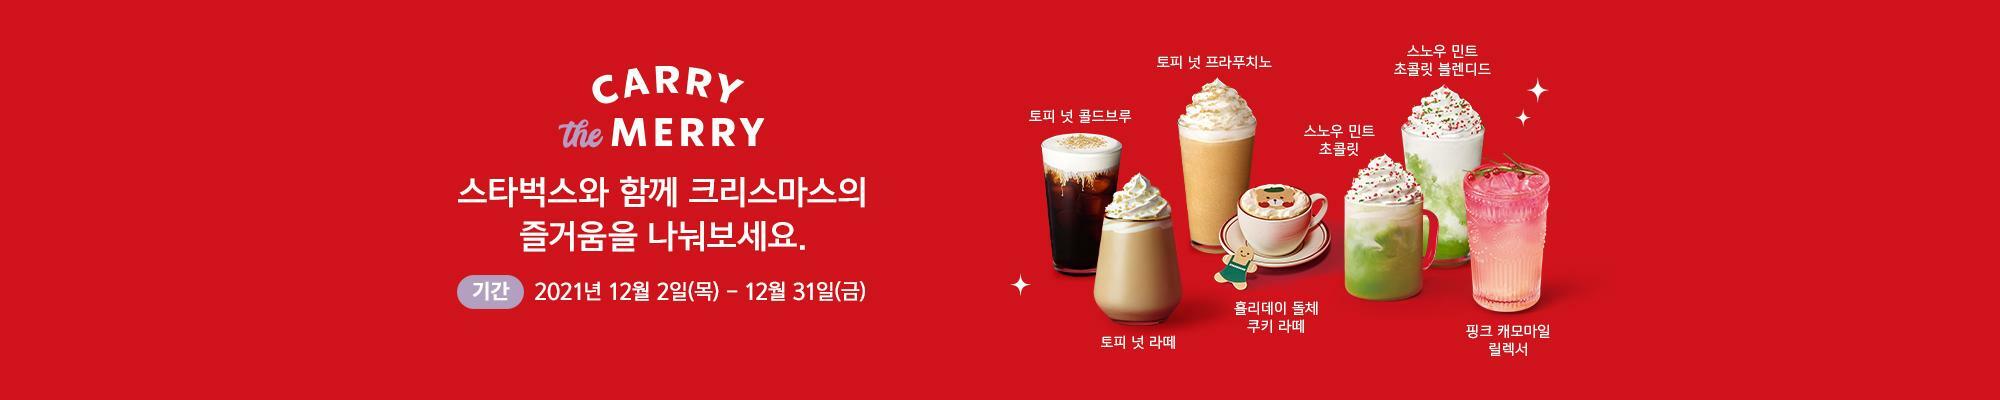 CARRY
the MERRY
스타벅스와 함께 크리스마스의
즐거움을 나눠보세요.
기간 2021년 12월 2일(목) - 12월 31일(금)
토피 넛 콜드브루
토피 넛 라떼
토피 넛 프라푸치노
홀리데이 돌체
쿠키 라떼
스노우 민트
초콜릿
스노우 민트
초콜릿 블렌디드
핑크 캐모마일
릴렉서